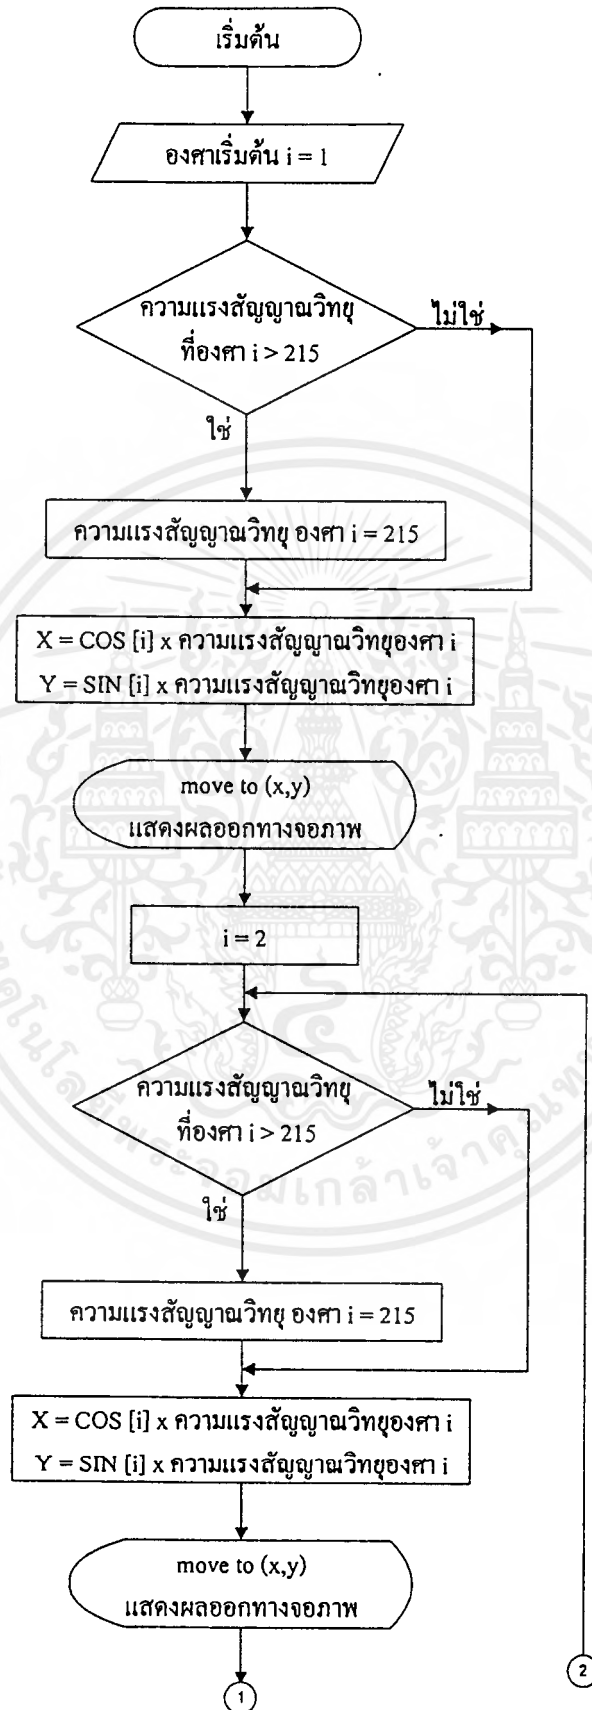 เริ่มต้น
องศาเริ่มต้น i = 1
ความแรงสัญญาณวิทยุ
ที่องศา i > 215
ไม่ใช่
ใช่
ความแรงสัญญาณวิทยุ องศา i = 215
X = COS [i] x ความแรงสัญญาณวิทยุองศา i
Y = SIN [i] x ความแรงสัญญาณวิทยุองศา i
move to (x,y)
แสดงผลออกทางจอภาพ
i = 2
ความแรงสัญญาณวิทยุ
ที่องศา i > 215
ไม่ใช่
ใช่
ความแรงสัญญาณวิทยุ องศา i = 215
X = COS [i] x ความแรงสัญญาณวิทยุองศา i
Y = SIN [i] x ความแรงสัญญาณวิทยุองศา i
move to (x,y)
แสดงผลออกทางจอภาพ
2
1